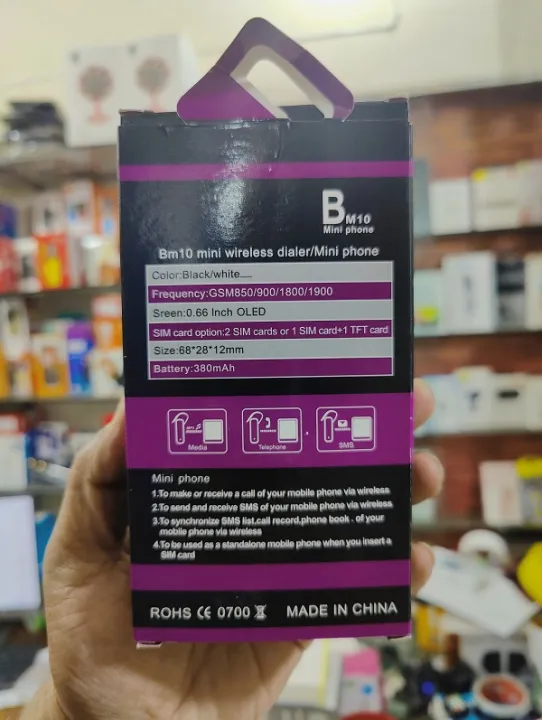 BM10
Mini phone
Bm10 mini wireless dialer/Mini phone
Color:Black/white
Frequency:GSM850/900/1800/1900
Sreen:0.66 Inch OLED
SIM card option:2 SIM cards or 1 SIM card+1 TFT card
Size:68*28*12mm
Battery:380mAh
Media Telephone SMS
Mini phone
1.To make or receive a call of your mobile phone via wireless
2.To send and receive SMS of your mobile phone via wireless
3.To synchronize SMS list,call record,phone book . of your
mobile phone via wireless
4.To be used as a standalone mobile phone when you insert a
SIM card
ROHS CE 0700 MADE IN CHINA